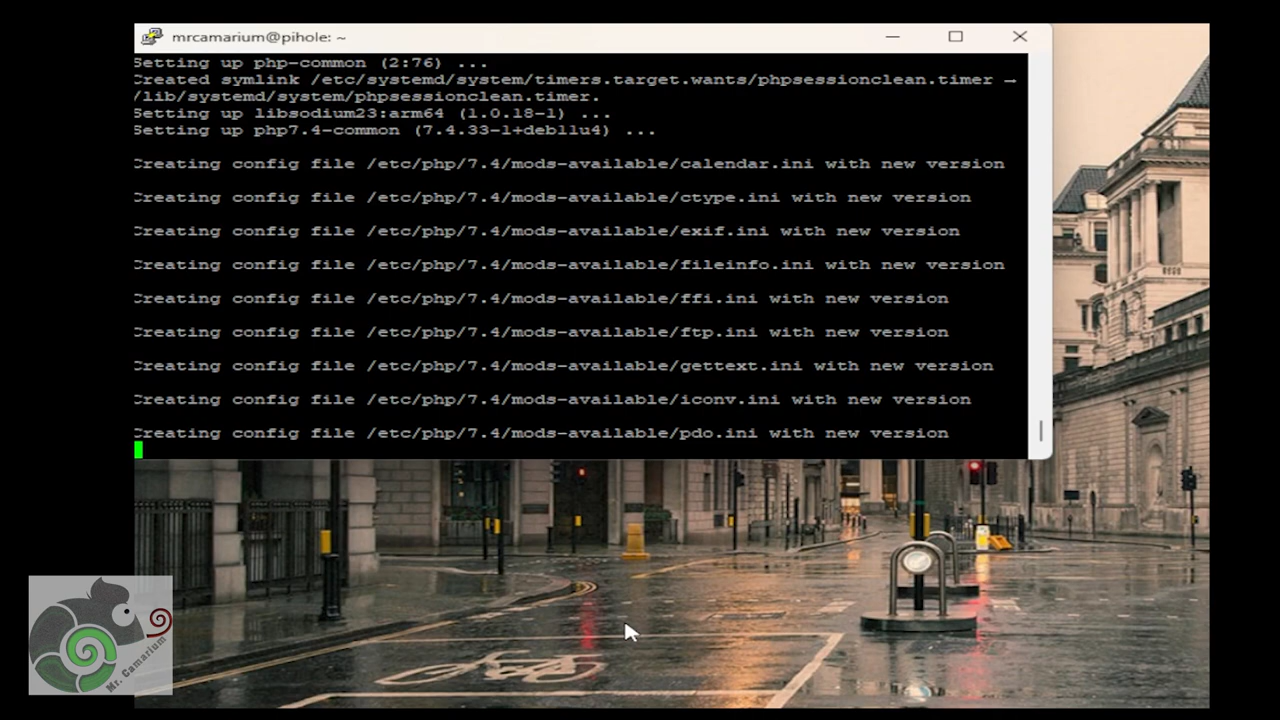 mrcamarium@pihole: ~
Setting up php-common (2:76) ...
Created symlink /etc/systemd/system/timers.target.wants/phpsessionclean.timer →
/lib/systemd/system/phpsessionclean.timer.
Setting up libsodium23:arm64 (1.0.18-1) ...
Setting up php7.4-common (7.4.33-1+deb11u4) ...
Creating config file /etc/php/7.4/mods-available/calendar.ini with new version
Creating config file /etc/php/7.4/mods-available/ctype.ini with new version
Creating config file /etc/php/7.4/mods-available/exif.ini with new version
Creating config file /etc/php/7.4/mods-available/fileinfo.ini with new version
Creating config file /etc/php/7.4/mods-available/ffi.ini with new version
Creating config file /etc/php/7.4/mods-available/ftp.ini with new version
Creating config file /etc/php/7.4/mods-available/gettext.ini with new version
Creating config file /etc/php/7.4/mods-available/iconv.ini with new version
Creating config file /etc/php/7.4/mods-available/pdo.ini with new version
Mr. Camarium